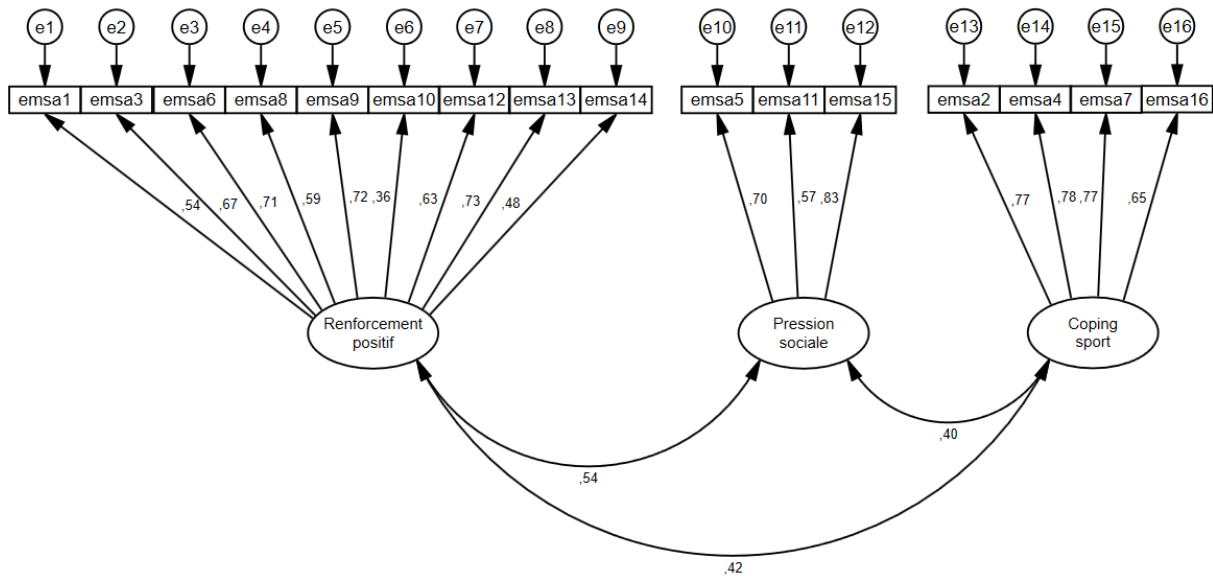 e1 e2 e3 e4 e5 e6 e7 e8 e9 e10 e11 e12 e13 e14 e15 e16
emsa1 emsa3 emsa6 emsa8 emsa9 emsa10 emsa12 emsa13 emsa14 emsa5 emsa11 emsa15 emsa2 emsa4 emsa7 emsa16
,54 ,67 ,71 ,59 ,72 ,36 ,63 ,73 ,48 ,70 ,57 ,83 ,77 ,78 ,77 ,65
Renforcement
positif
Pression
sociale
Coping
sport
,40
,54
,42